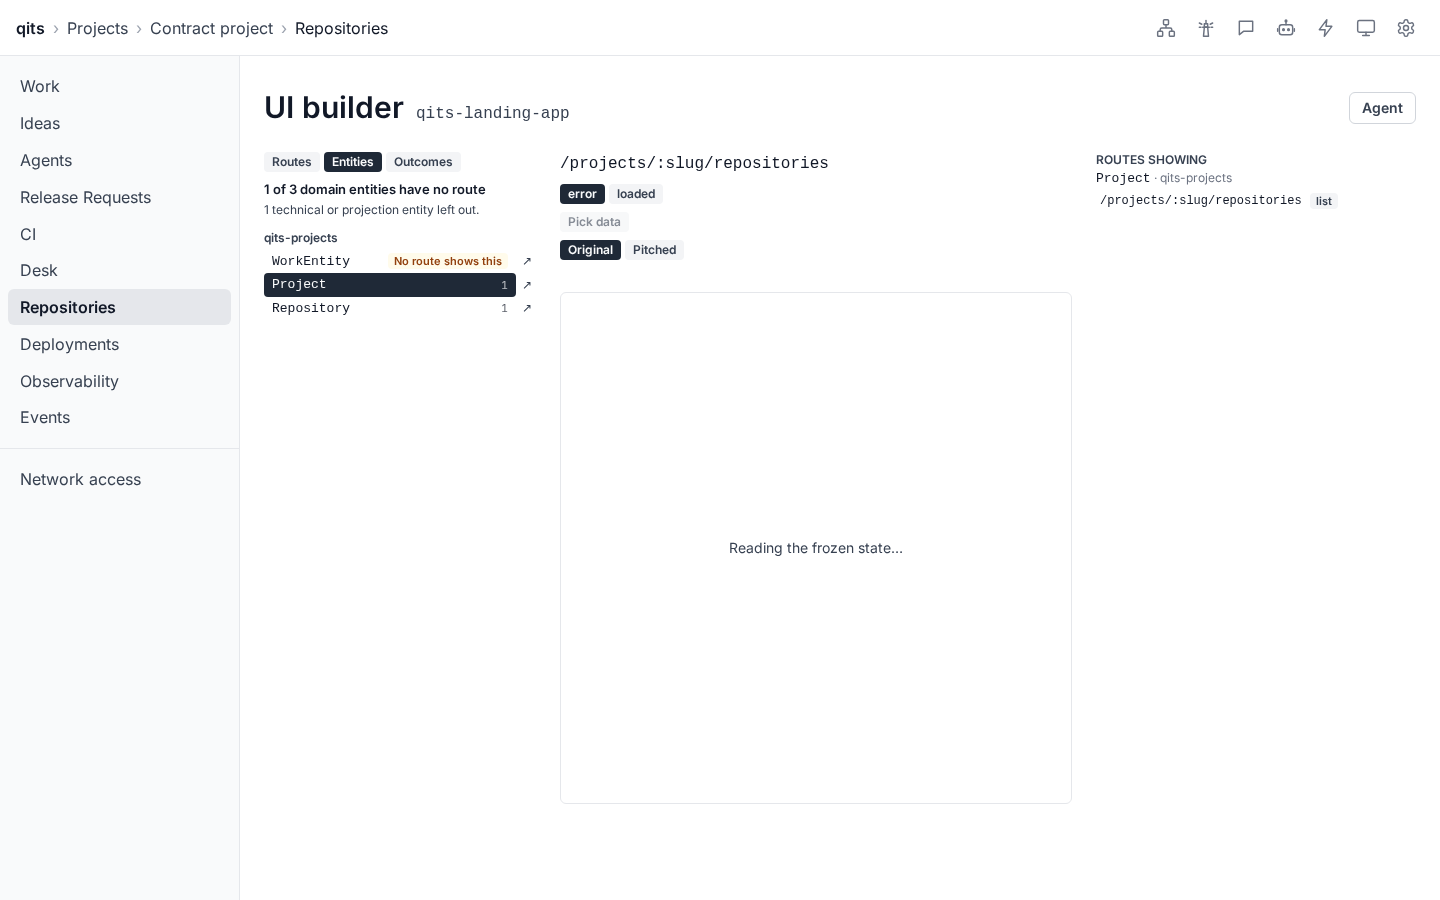 qits › Projects › Contract project › Repositories
Work
Ideas
Agents
Release Requests
CI
Desk
Repositories
Deployments
Observability
Events
Network access
UI builder qits-landing-app
Agent
Routes Entities Outcomes
1 of 3 domain entities have no route
1 technical or projection entity left out.
qits-projects
WorkEntity No route shows this ↗
Project 1 ↗
Repository 1 ↗
/projects/:slug/repositories
error loaded
Pick data
Original Pitched
Reading the frozen state...
ROUTES SHOWING
Project · qits-projects
/projects/:slug/repositories list